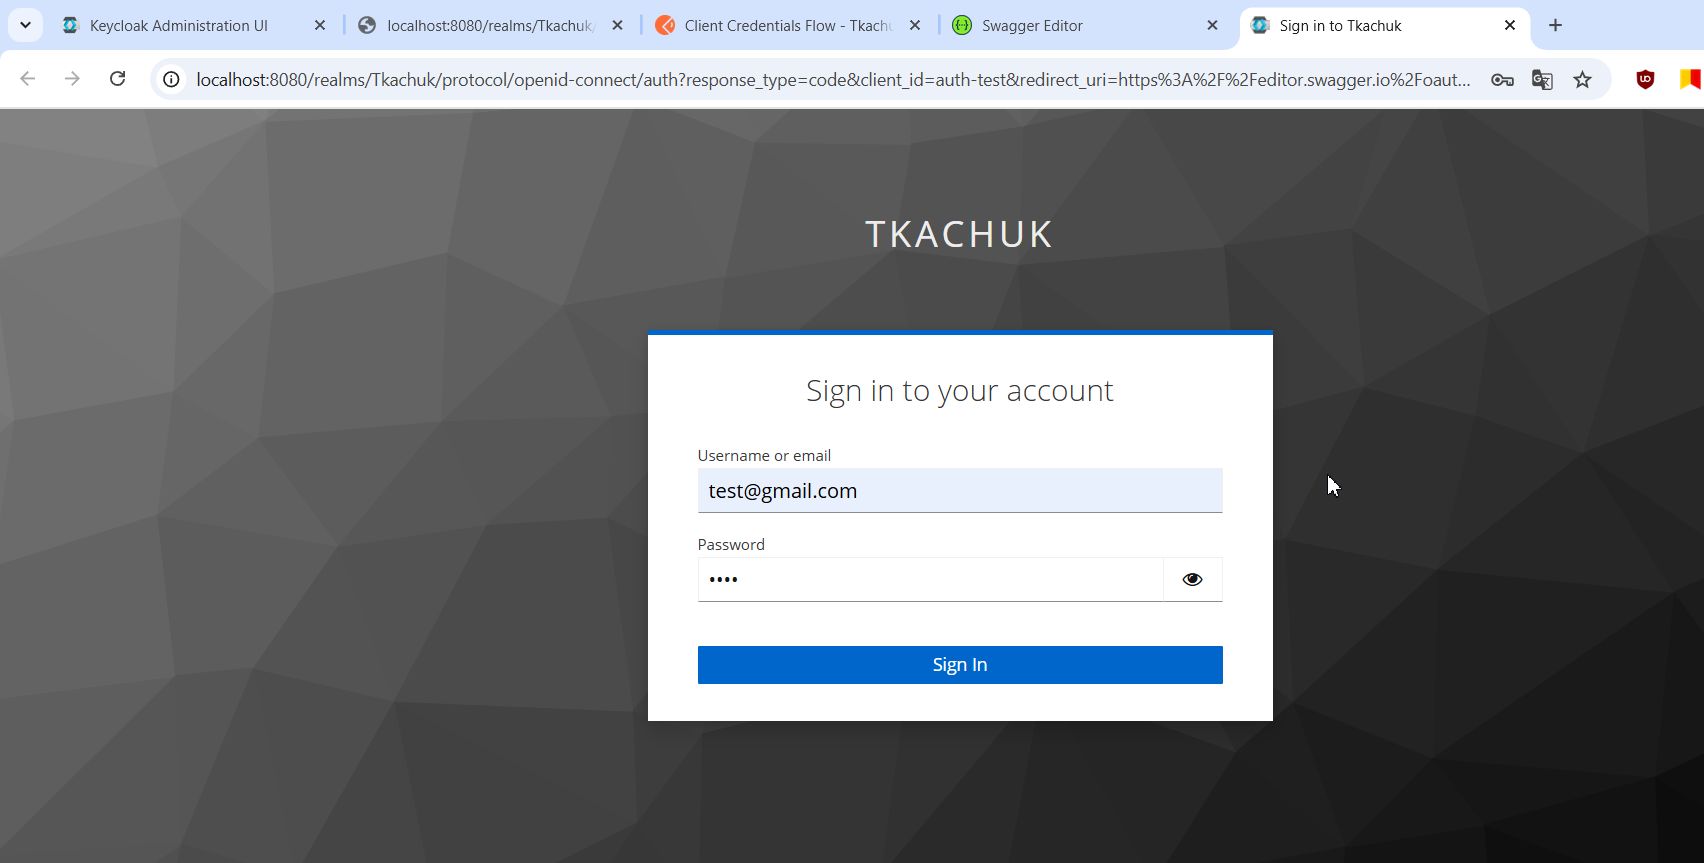 Keycloak Administration UI
localhost:8080/realms/Tkachuk/
Client Credentials Flow - Tkachu
Swagger Editor
Sign in to Tkachuk
localhost:8080/realms/Tkachuk/protocol/openid-connect/auth?response_type=code&client_id=auth-test&redirect_uri=https%3A%2F%2Feditor.swagger.io%2Foaut...
TKACHUK
Sign in to your account
Username or email
test@gmail.com
Password
••••
Sign In